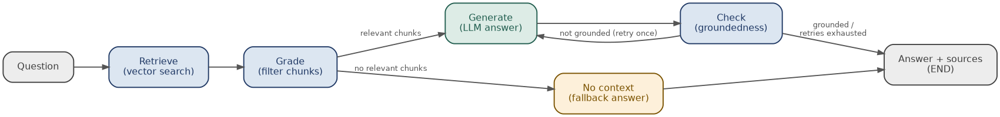 Question
Retrieve
(vector search)
Grade
(filter chunks)
relevant chunks
no relevant chunks
Generate
(LLM answer)
not grounded (retry once)
No context
(fallback answer)
Check
(groundedness)
grounded /
retries exhausted
Answer + sources
(END)